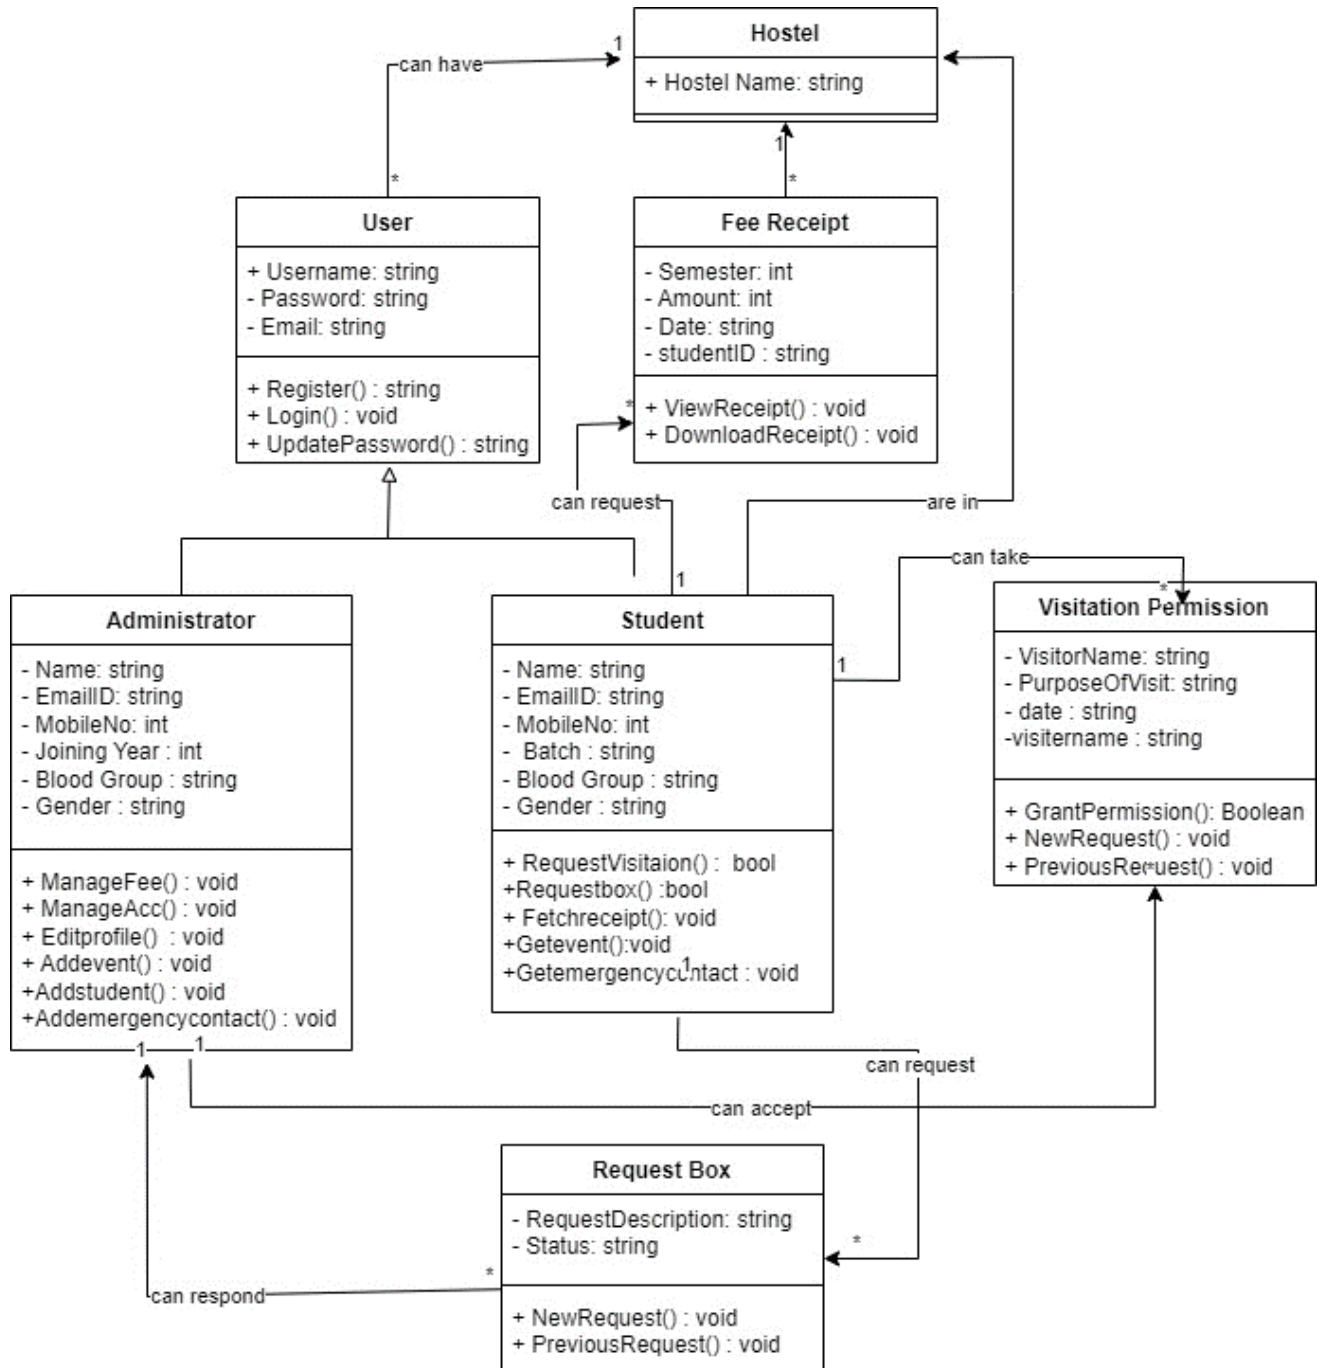 Hostel
+ Hostel Name: string
1
can have
*
1
*
User
+ Username: string
- Password: string
- Email: string
+ Register() : string
+ Login() : void
+ UpdatePassword() : string
Fee Receipt
- Semester: int
- Amount: int
- Date: string
- studentID : string
+ ViewReceipt() : void
+ DownloadReceipt() : void
*
can request
1
are in
can take
1
*
Administrator
- Name: string
- EmailID: string
- MobileNo: int
- Joining Year : int
- Blood Group : string
- Gender : string
+ ManageFee() : void
+ ManageAcc() : void
+ Editprofile() : void
+ Addevent() : void
+Addstudent() : void
+Addemergencycontact() : void
1
1
Student
- Name: string
- EmailID: string
- MobileNo: int
- Batch : string
- Blood Group : string
- Gender : string
+ RequestVisitaion() : bool
+Requestbox() :bool
+ Fetchreceipt(): void
+Getevent():void
+Getemergencycontact : void
1
Visitation Permission
- VisitorName: string
- PurposeOfVisit: string
- date : string
-visitername : string
+ GrantPermission(): Boolean
+ NewRequest() : void
+ PreviousRequest() : void
*
can request
can accept
Request Box
- RequestDescription: string
- Status: string
+ NewRequest() : void
+ PreviousRequest() : void
*
*
can respond